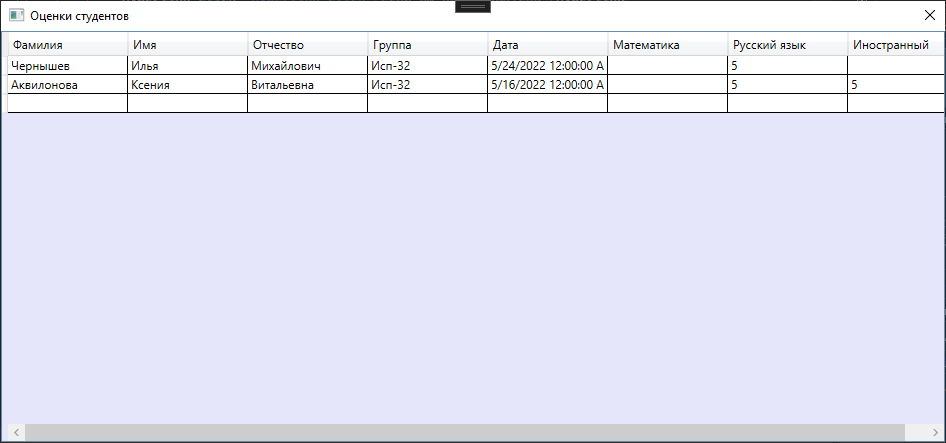 Оценки студентов
Фамилия Имя Отчество Группа Дата Математика Русский язык Иностранный
Чернышев Илья Михайлович Исп-32 5/24/2022 12:00:00 A 5
Аквилонова Ксения Витальевна Исп-32 5/16/2022 12:00:00 A 5 5